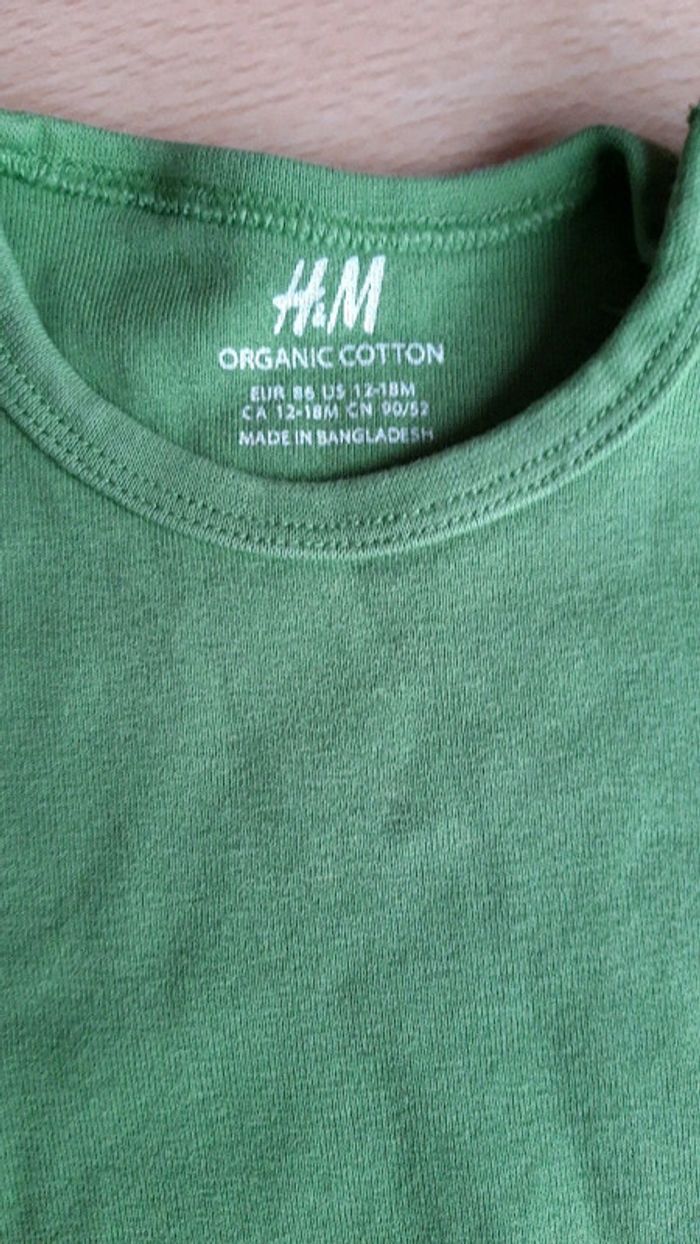 H&M
ORGANIC COTTON
EUR 86 US 12-18M
CA 12-18M CN 90/52
MADE IN BANGLADESH